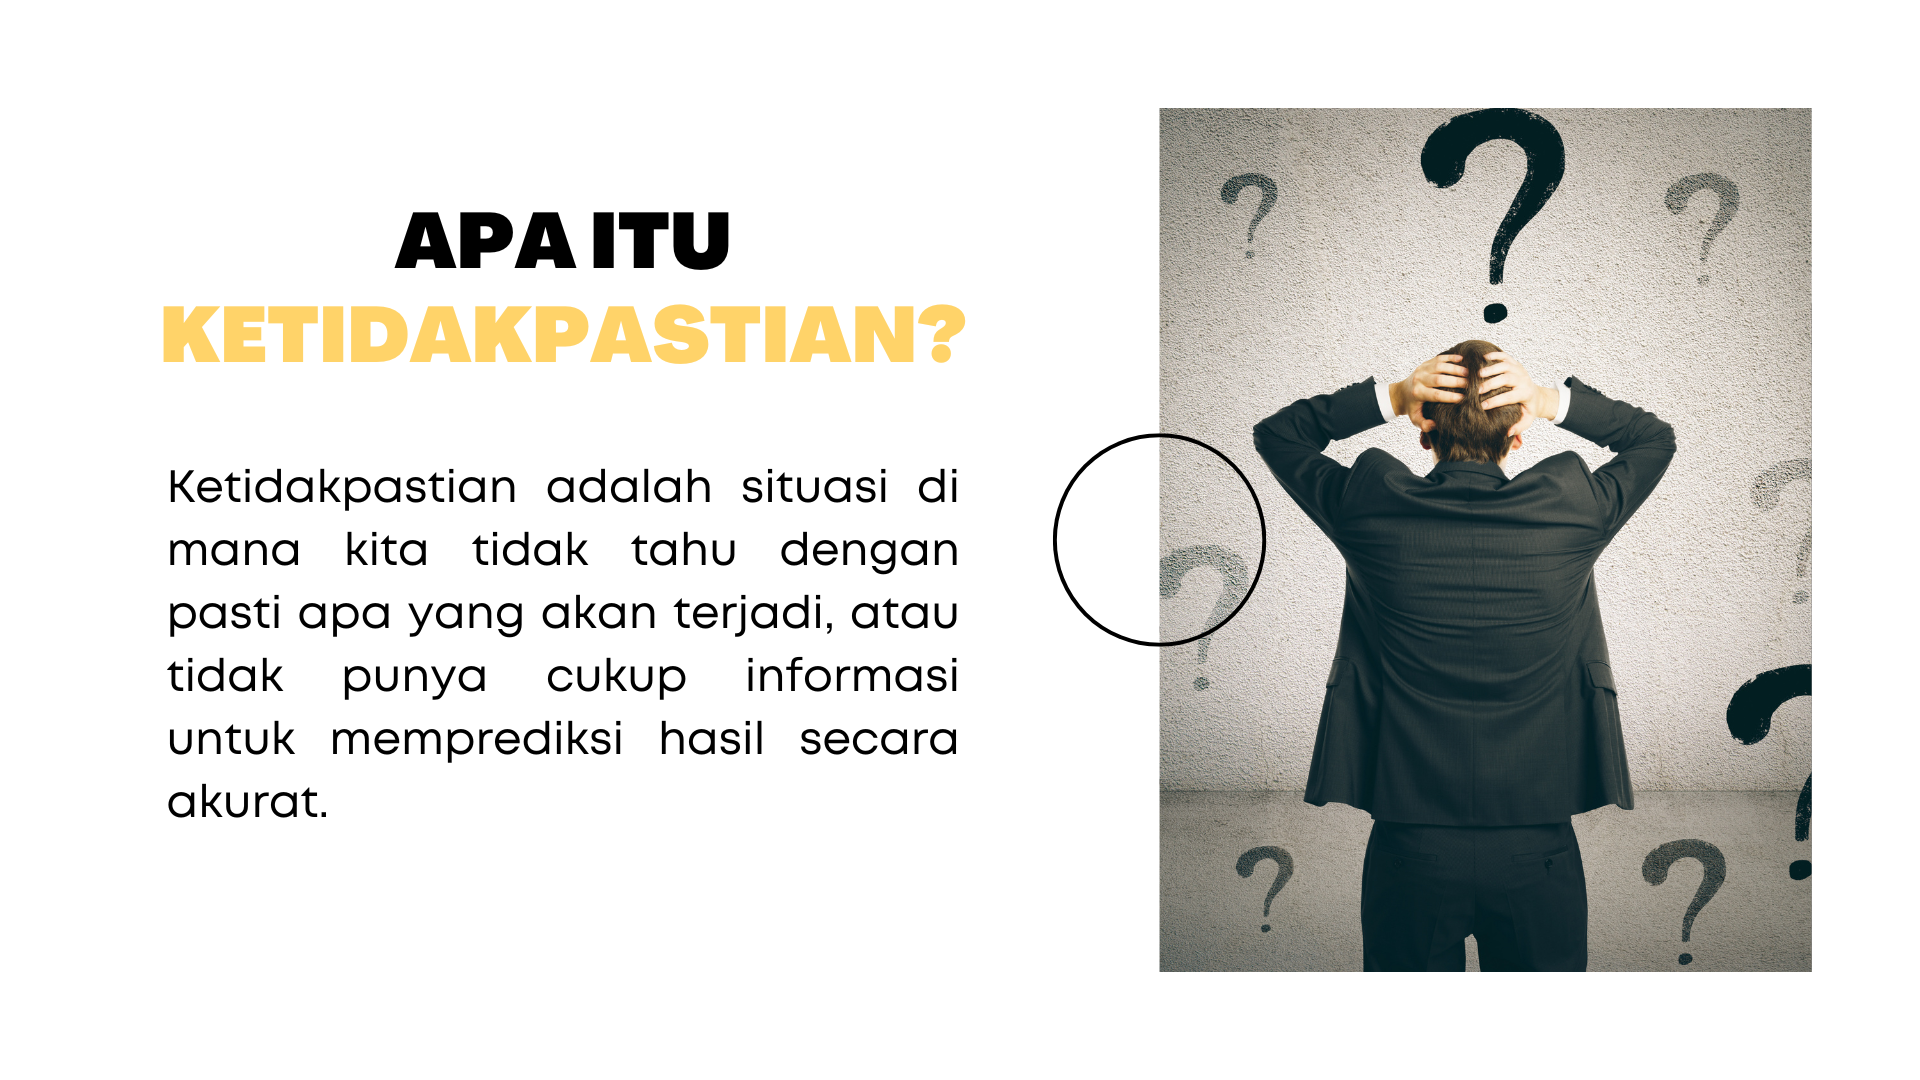 APA ITU
KETIDAKPASTIAN?
Ketidakpastian adalah situasi di
mana kita tidak tahu dengan
pasti apa yang akan terjadi, atau
tidak punya cukup informasi
untuk memprediksi hasil secara
akurat.